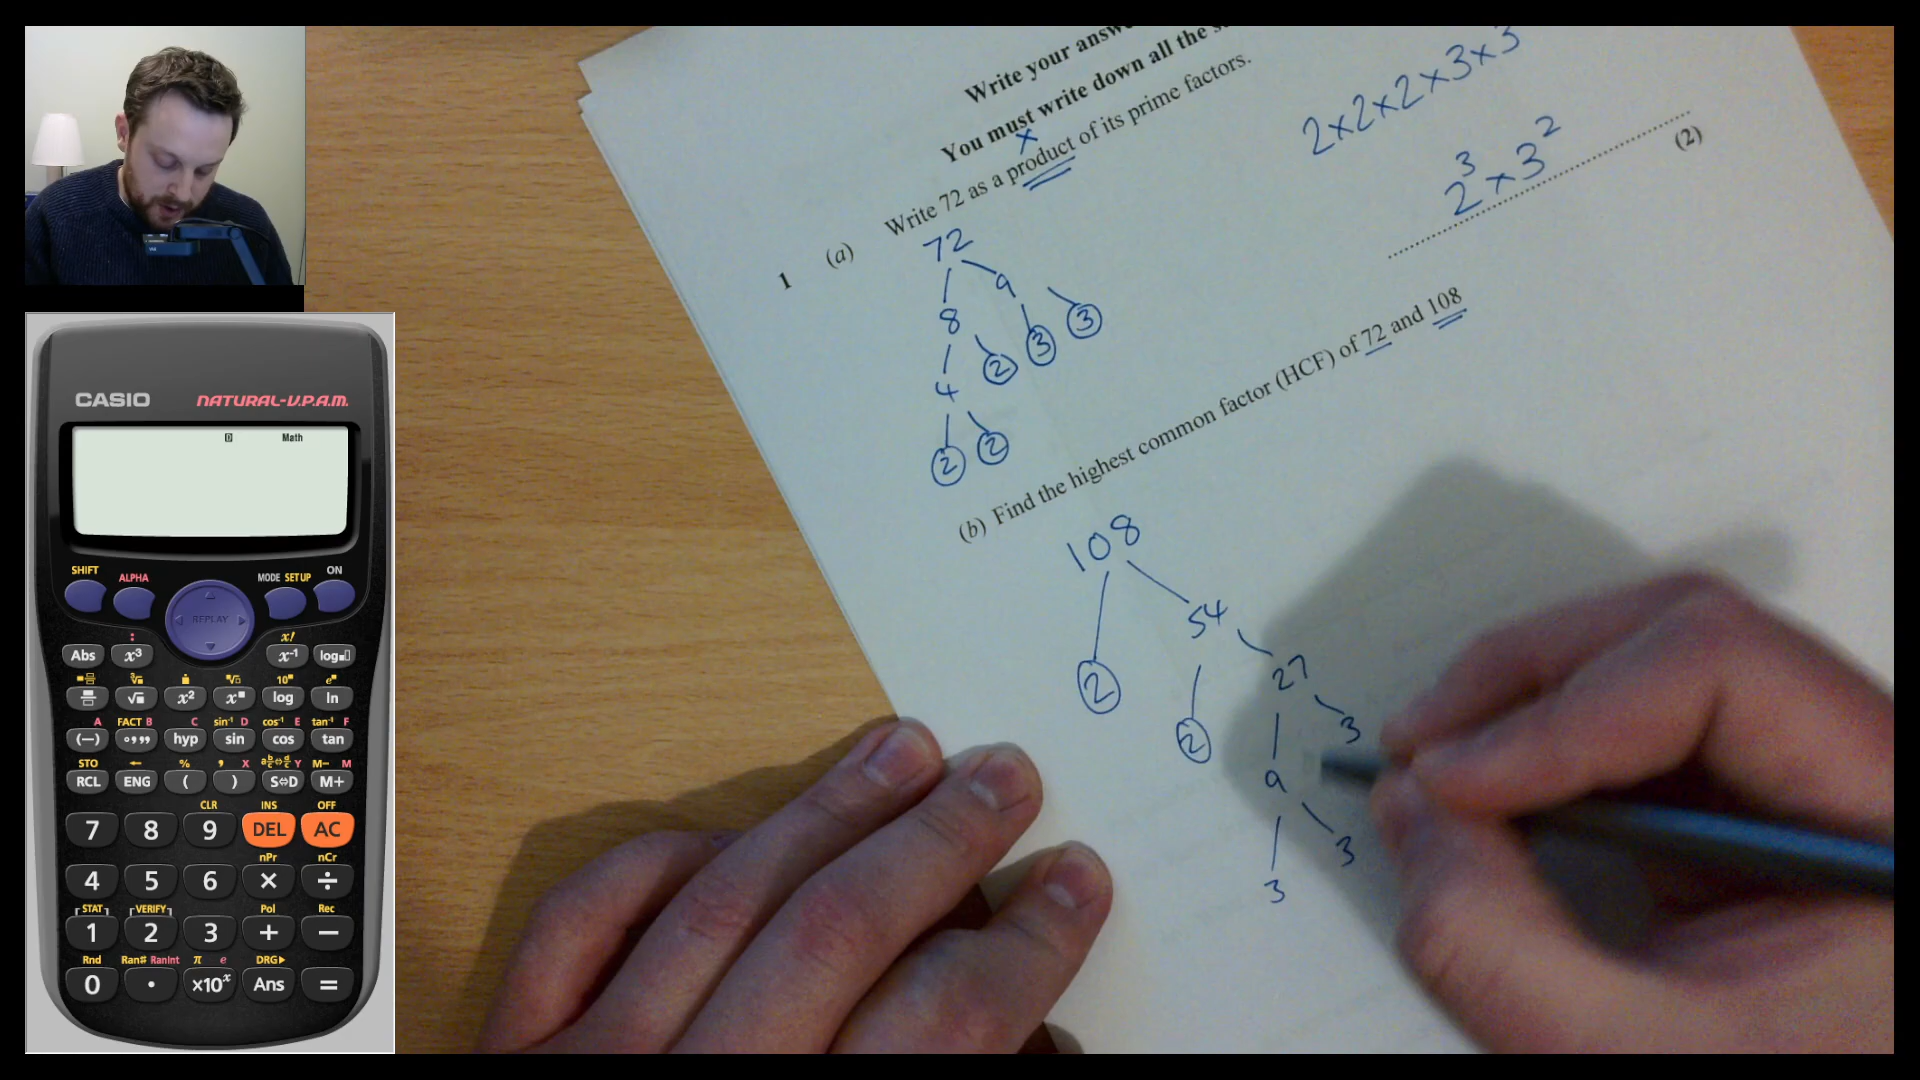 Write your answe
You must write down all the s
×
1 (a) Write 72 as a product of its prime factors.
2×2×2×3×3
2³×3²
(2)
72
8 9
4 2 3 3
2 2
(b) Find the highest common factor (HCF) of 72 and 108
108
54
2 27
2 3
9
3 3
CASIO NATURAL-V.P.A.M.
D Math
SHIFT ALPHA MODE SETUP ON
REPLAY
: x!
Abs x³ x⁻¹ log
10 e
√ x² x log ln
A FACT B C sin⁻¹ D cos⁻¹ E tan⁻¹ F
(−) °’’’ hyp sin cos tan
STO ← % , X a b/c⇔d/c Y M− M
RCL ENG ( ) S⇔D M+
CLR INS OFF
7 8 9 DEL AC
nPr nCr
4 5 6 × ÷
STAT VERIFY Pol Rec
1 2 3 + −
Rnd Ran# RanInt π e DRG▶
0 . ×10ˣ Ans =